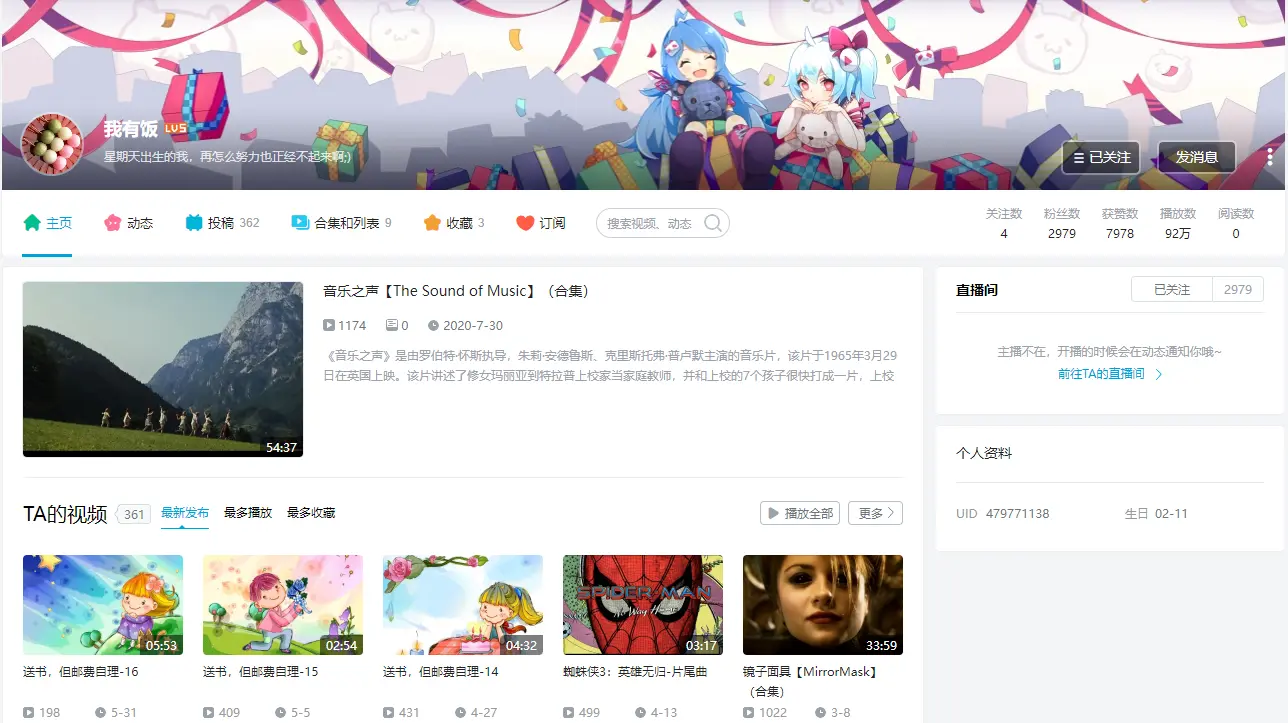 我有饭 LV5
星期天出生的我，再怎么努力也正经不起来啊;)
已关注 发消息
主页 动态 投稿 362 合集和列表 9 收藏 3 订阅 搜索视频、动态
关注数 粉丝数 获赞数 播放数 阅读数
4 2979 7978 92万 0
54:37
音乐之声【The Sound of Music】（合集）
1174 0 2020-7-30
《音乐之声》是由罗伯特·怀斯执导，朱莉·安德鲁斯、克里斯托弗·普卢默主演的音乐片，该片于1965年3月29
日在英国上映。该片讲述了修女玛丽亚到特拉普上校家当家庭教师，并和上校的7个孩子很快打成一片，上校
直播间 已关注 2979
主播不在，开播的时候会在动态通知你哦~
前往TA的直播间
个人资料
UID 479771138 生日 02-11
TA的视频 361 最新发布 最多播放 最多收藏 播放全部 更多
05:53
送书，但邮费自理-16
198 5-31
02:54
送书，但邮费自理-15
409 5-5
04:32
送书，但邮费自理-14
431 4-27
SPIDER-MAN
No Way Home
03:17
蜘蛛侠3：英雄无归-片尾曲
499 4-13
33:59
镜子面具【MirrorMask】
（合集）
1022 3-8